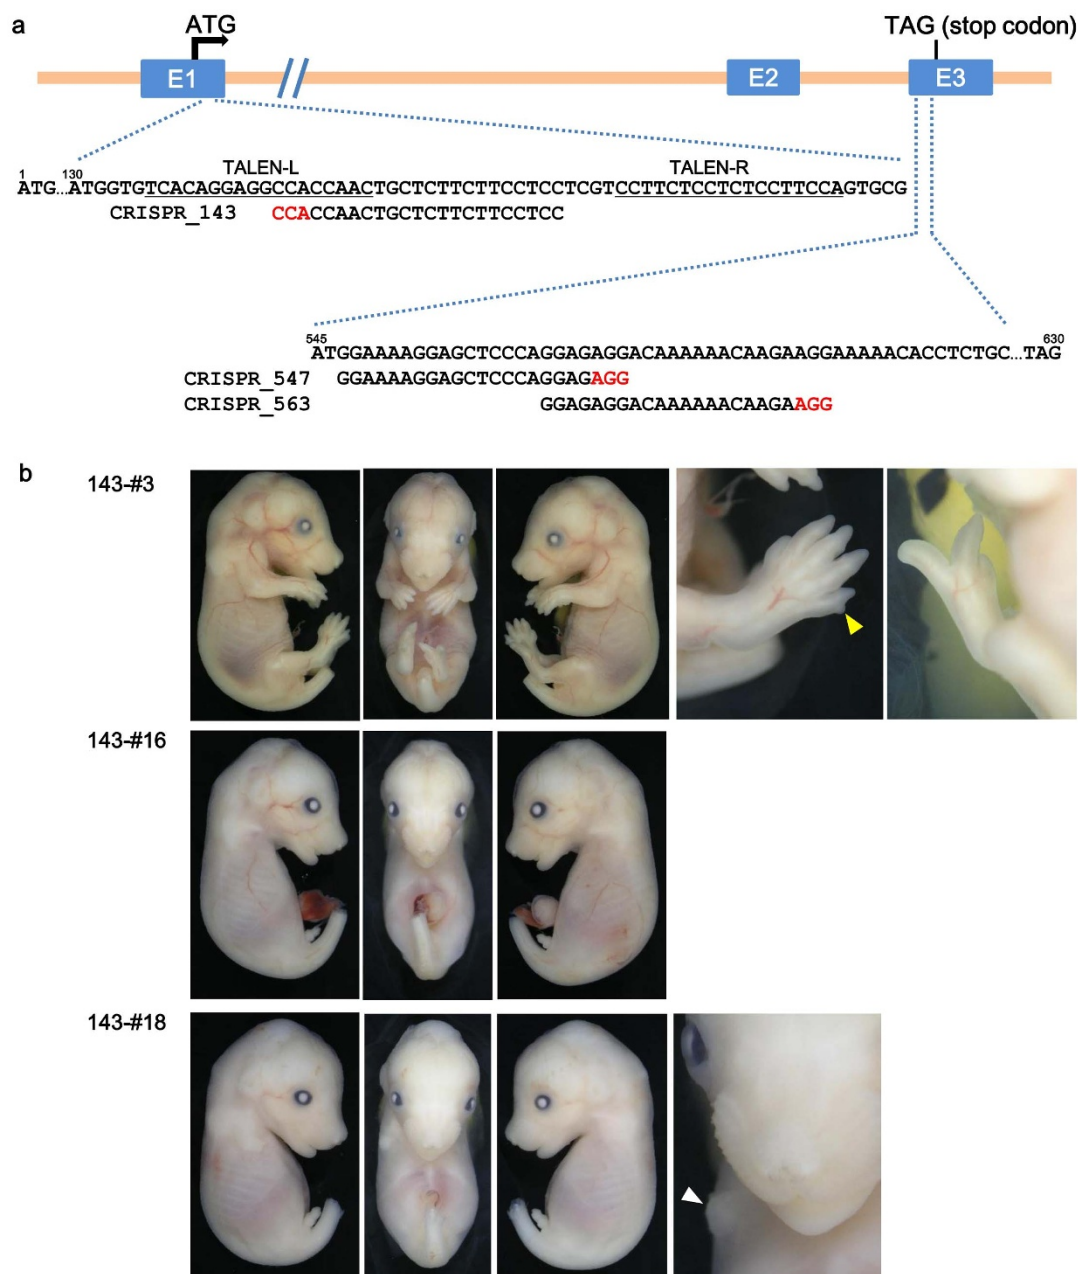 a
ATG
TAG (stop codon)
E1
E2
E3
1
130
TALEN-L
TALEN-R
ATG...ATGGTGTCACAGGAGGCCACCAACTGCTCTTCTTCCTCCTCGTCCTTCTCCTCTCCTTCCAGTGCG
CRISPR_143 CCACCAACTGCTCTTCTTCCTCC
545
630
ATGGAAAAGGAGCTCCCAGGAGAGGACAAAAAACAAGAAGGAAAAACACCTCTGC...TAG
CRISPR_547 GGAAAAGGAGCTCCCAGGAGAGG
CRISPR_563 GGAGAGGACAAAAAACAAGAAGG
b
143-#3
143-#16
143-#18